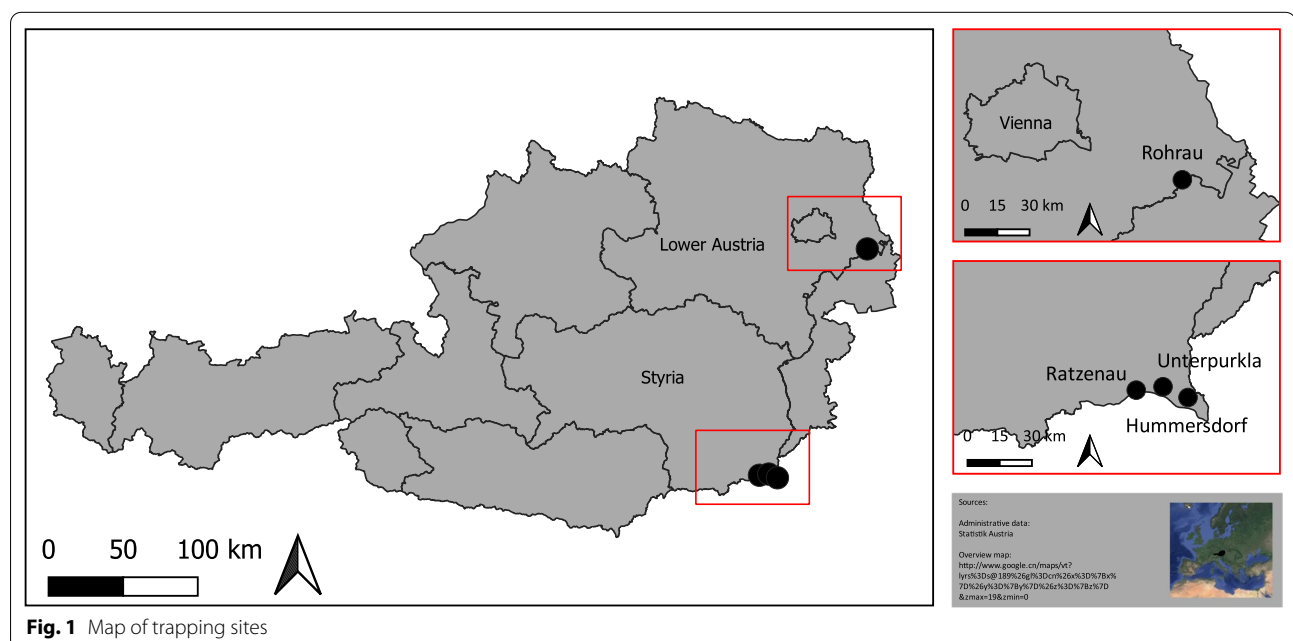 Lower Austria
Styria
0 50 100 km
Vienna
Rohrau
0 15 30 km
Unterpurkla
Ratzenau
Hummersdorf
0 15 30 km
Sources:
Administrative data:
Statistik Austria
Overview map:
http://www.google.cn/maps/vt?
lyrs%3Ds@189%26gl%3Dcn%26x%3D%7Bx%
7D%26y%3D%7By%7D%26z%3D%7Bz%7D
&zmax=19&zmin=0
Fig. 1 Map of trapping sites